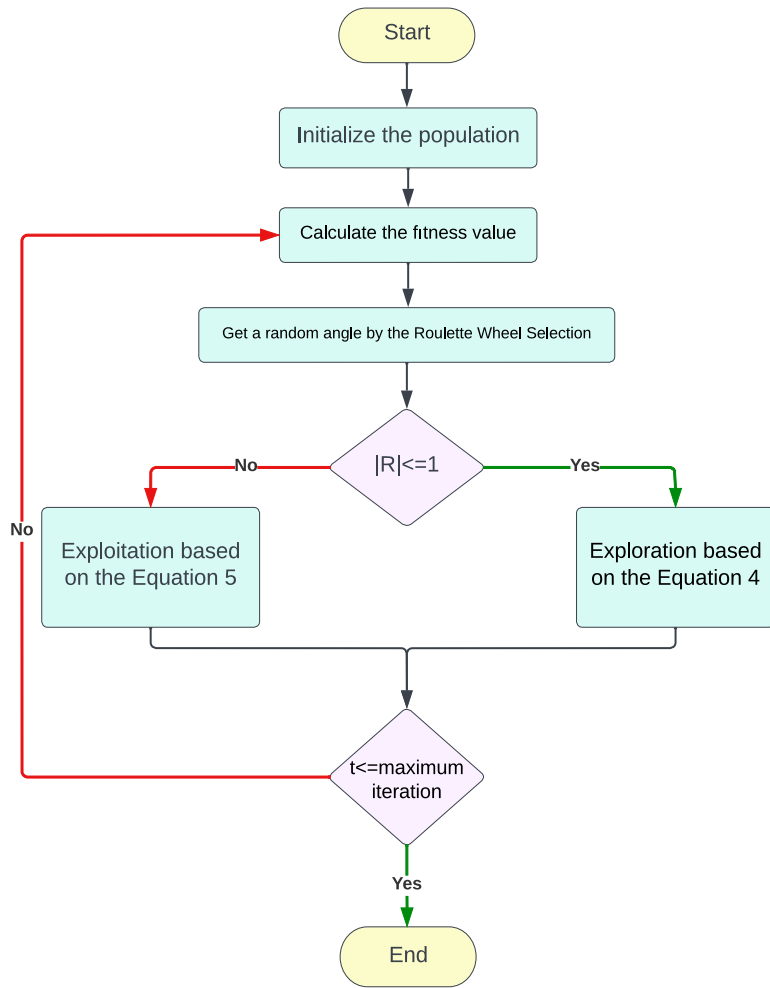 Start
Initialize the population
Calculate the fitness value
Get a random angle by the Roulette Wheel Selection
|R|<=1
No
Yes
No
Exploitation based
on the Equation 5
Exploration based
on the Equation 4
t<=maximum
iteration
Yes
End